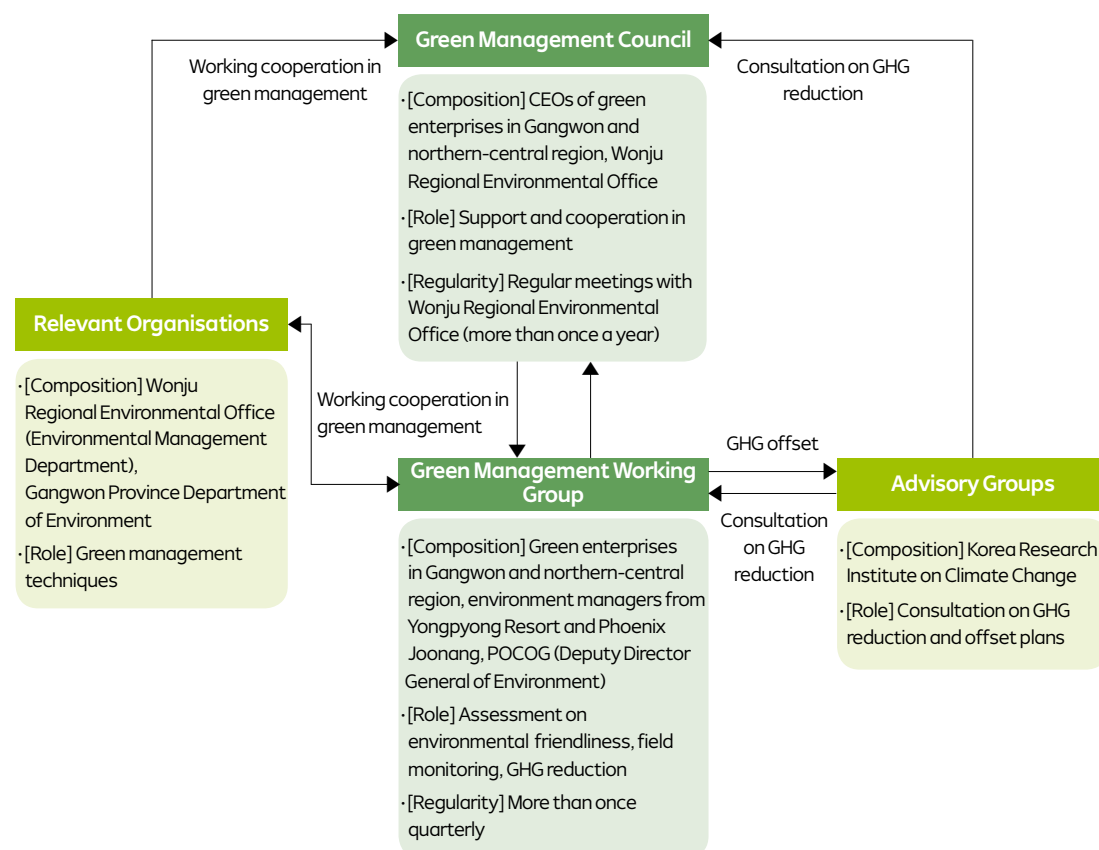 Green Management Council
Working cooperation in
green management
Consultation on GHG
reduction
·[Composition] CEOs of green
enterprises in Gangwon and
northern-central region, Wonju
Regional Environmental Office
·[Role] Support and cooperation in
green management
·[Regularity] Regular meetings with
Wonju Regional Environmental
Office (more than once a year)
Relevant Organisations
·[Composition] Wonju
Regional Environmental Office
(Environmental Management
Department),
Gangwon Province Department
of Environment
·[Role] Green management
techniques
Working cooperation in
green management
Green Management Working
Group
·[Composition] Green enterprises
in Gangwon and northern-central
region, environment managers from
Yongpyong Resort and Phoenix
Joonang, POCOG (Deputy Director
General of Environment)
·[Role] Assessment on
environmental friendliness, field
monitoring, GHG reduction
·[Regularity] More than once
quarterly
GHG offset
Consultation
on GHG
reduction
Advisory Groups
·[Composition] Korea Research
Institute on Climate Change
·[Role] Consultation on GHG
reduction and offset plans